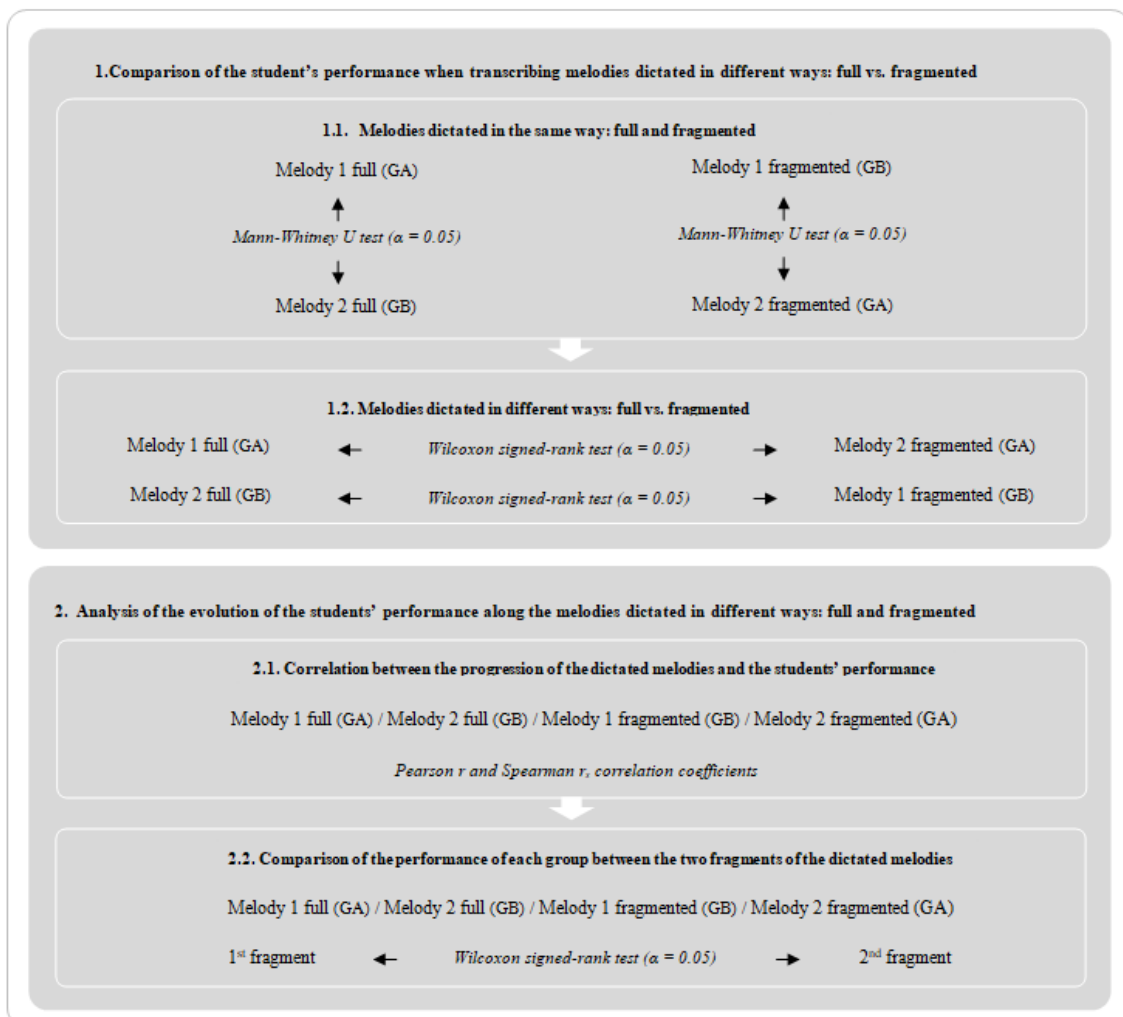 1.Comparison of the student's performance when transcribing melodies dictated in different ways: full vs. fragmented
1.1. Melodies dictated in the same way: full and fragmented
Melody 1 full (GA)
Mann-Whitney U test (α = 0.05)
Melody 2 full (GB)
Melody 1 fragmented (GB)
Mann-Whitney U test (α = 0.05)
Melody 2 fragmented (GA)
1.2. Melodies dictated in different ways: full vs. fragmented
Melody 1 full (GA) Wilcoxon signed-rank test (α = 0.05) Melody 2 fragmented (GA)
Melody 2 full (GB) Wilcoxon signed-rank test (α = 0.05) Melody 1 fragmented (GB)
2. Analysis of the evolution of the students' performance along the melodies dictated in different ways: full and fragmented
2.1. Correlation between the progression of the dictated melodies and the students' performance
Melody 1 full (GA) / Melody 2 full (GB) / Melody 1 fragmented (GB) / Melody 2 fragmented (GA)
Pearson r and Spearman r, correlation coefficients
2.2. Comparison of the performance of each group between the two fragments of the dictated melodies
Melody 1 full (GA) / Melody 2 full (GB) / Melody 1 fragmented (GB) / Melody 2 fragmented (GA)
1st fragment Wilcoxon signed-rank test (α = 0.05) 2nd fragment